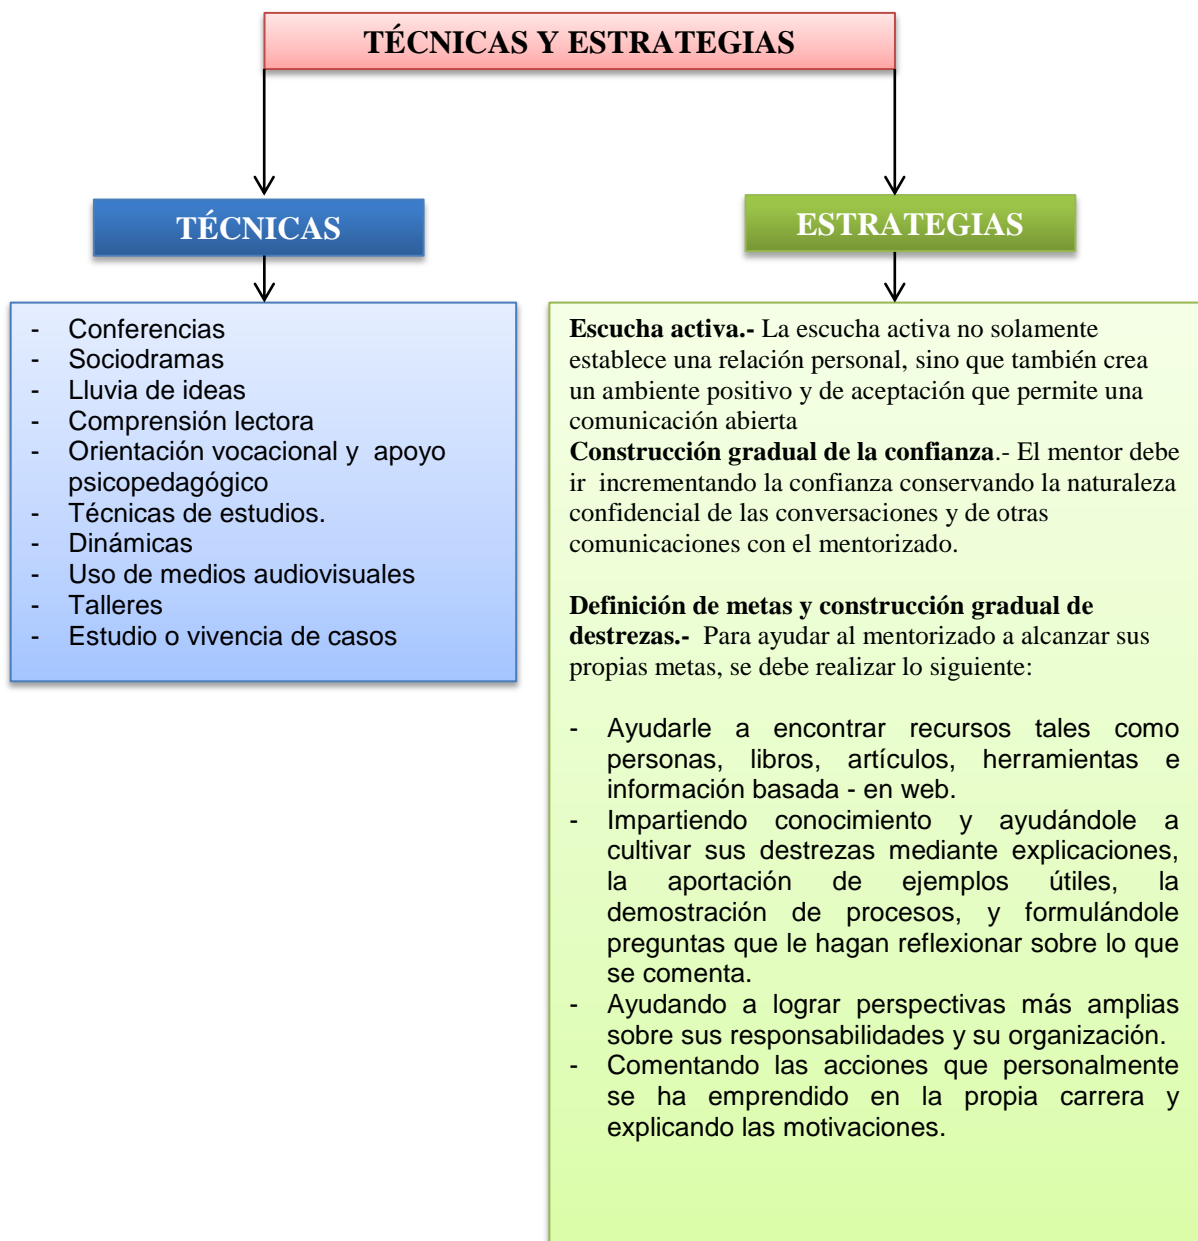 TÉCNICAS Y ESTRATEGIAS
TÉCNICAS
- Conferencias
- Sociodramas
- Lluvia de ideas
- Comprensión lectora
- Orientación vocacional y apoyo
psicopedagógico
- Técnicas de estudios.
- Dinámicas
- Uso de medios audiovisuales
- Talleres
- Estudio o vivencia de casos
ESTRATEGIAS
Escucha activa.- La escucha activa no solamente
establece una relación personal, sino que también crea
un ambiente positivo y de aceptación que permite una
comunicación abierta
Construcción gradual de la confianza.- El mentor debe
ir incrementando la confianza conservando la naturaleza
confidencial de las conversaciones y de otras
comunicaciones con el mentorizado.
Definición de metas y construcción gradual de
destrezas.- Para ayudar al mentorizado a alcanzar sus
propias metas, se debe realizar lo siguiente:
- Ayudarle a encontrar recursos tales como
personas, libros, artículos, herramientas e
información basada - en web.
- Impartiendo conocimiento y ayudándole a
cultivar sus destrezas mediante explicaciones,
la aportación de ejemplos útiles, la
demostración de procesos, y formulándole
preguntas que le hagan reflexionar sobre lo que
se comenta.
- Ayudando a lograr perspectivas más amplias
sobre sus responsabilidades y su organización.
- Comentando las acciones que personalmente
se ha emprendido en la propia carrera y
explicando las motivaciones.